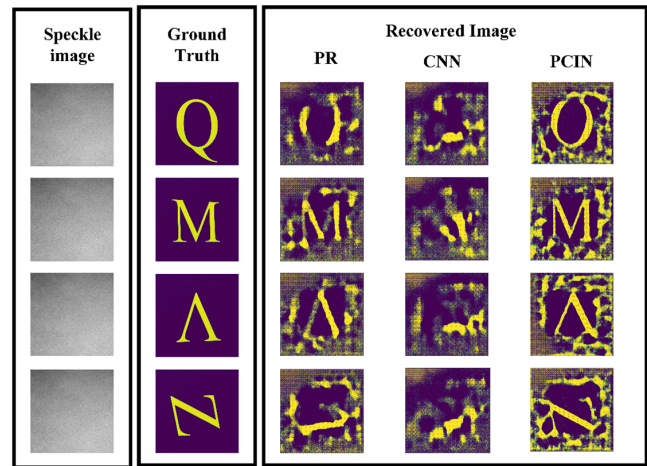 Speckle image
Ground Truth
Recovered Image
PR CNN PCIN
Q
M
Λ
N